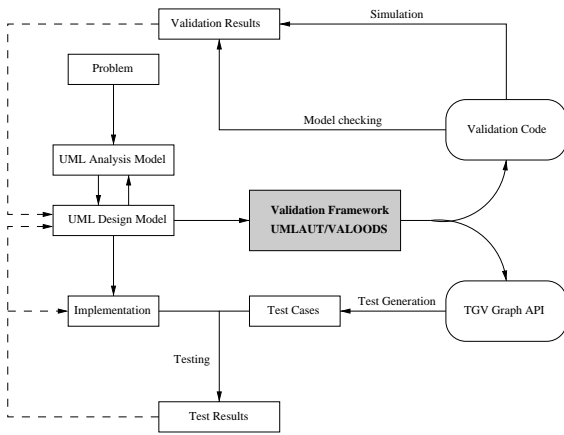 Validation Results
Simulation
Problem
Model checking
Validation Code
UML Analysis Model
UML Design Model
Validation Framework
UMLAUT/VALOODS
Implementation
Test Cases
Test Generation
TGV Graph API
Testing
Test Results